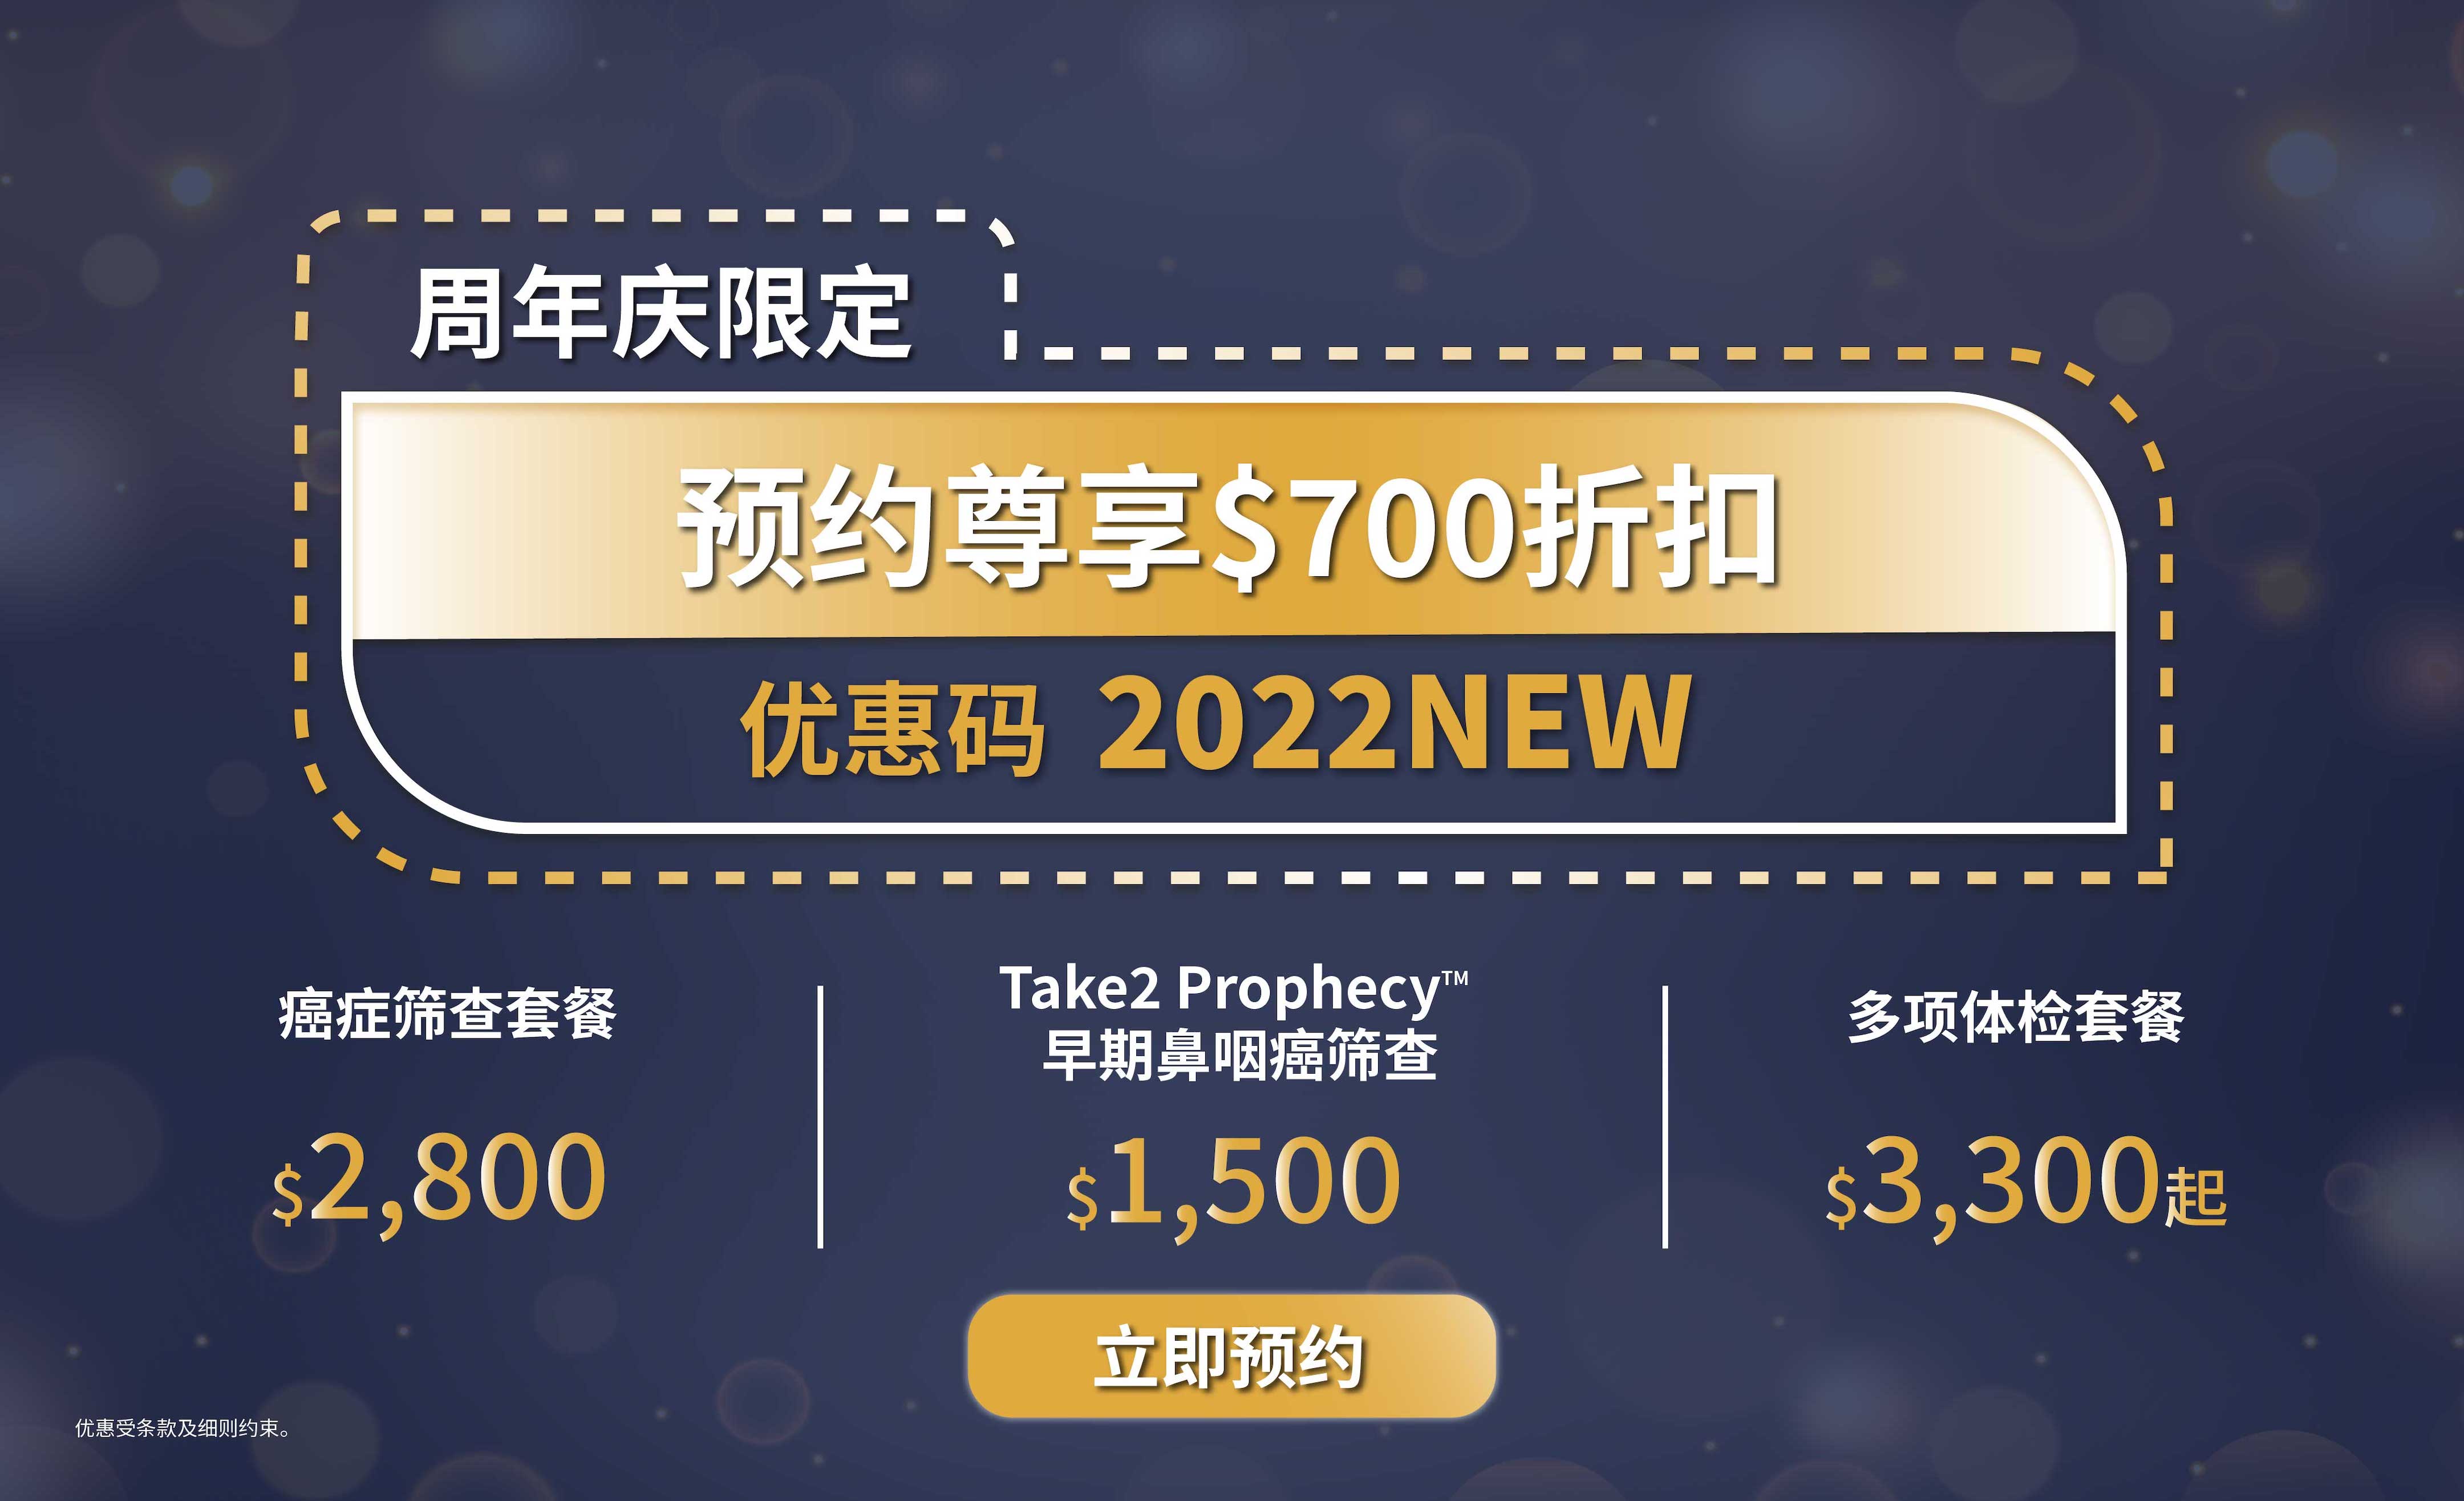 周年庆限定
预约尊享$700折扣
优惠码 2022NEW
癌症筛查套餐
$2,800
Take2 Prophecy™
早期鼻咽癌筛查
$1,500
多项体检套餐
$3,300起
立即预约
优惠受条款及细则约束。